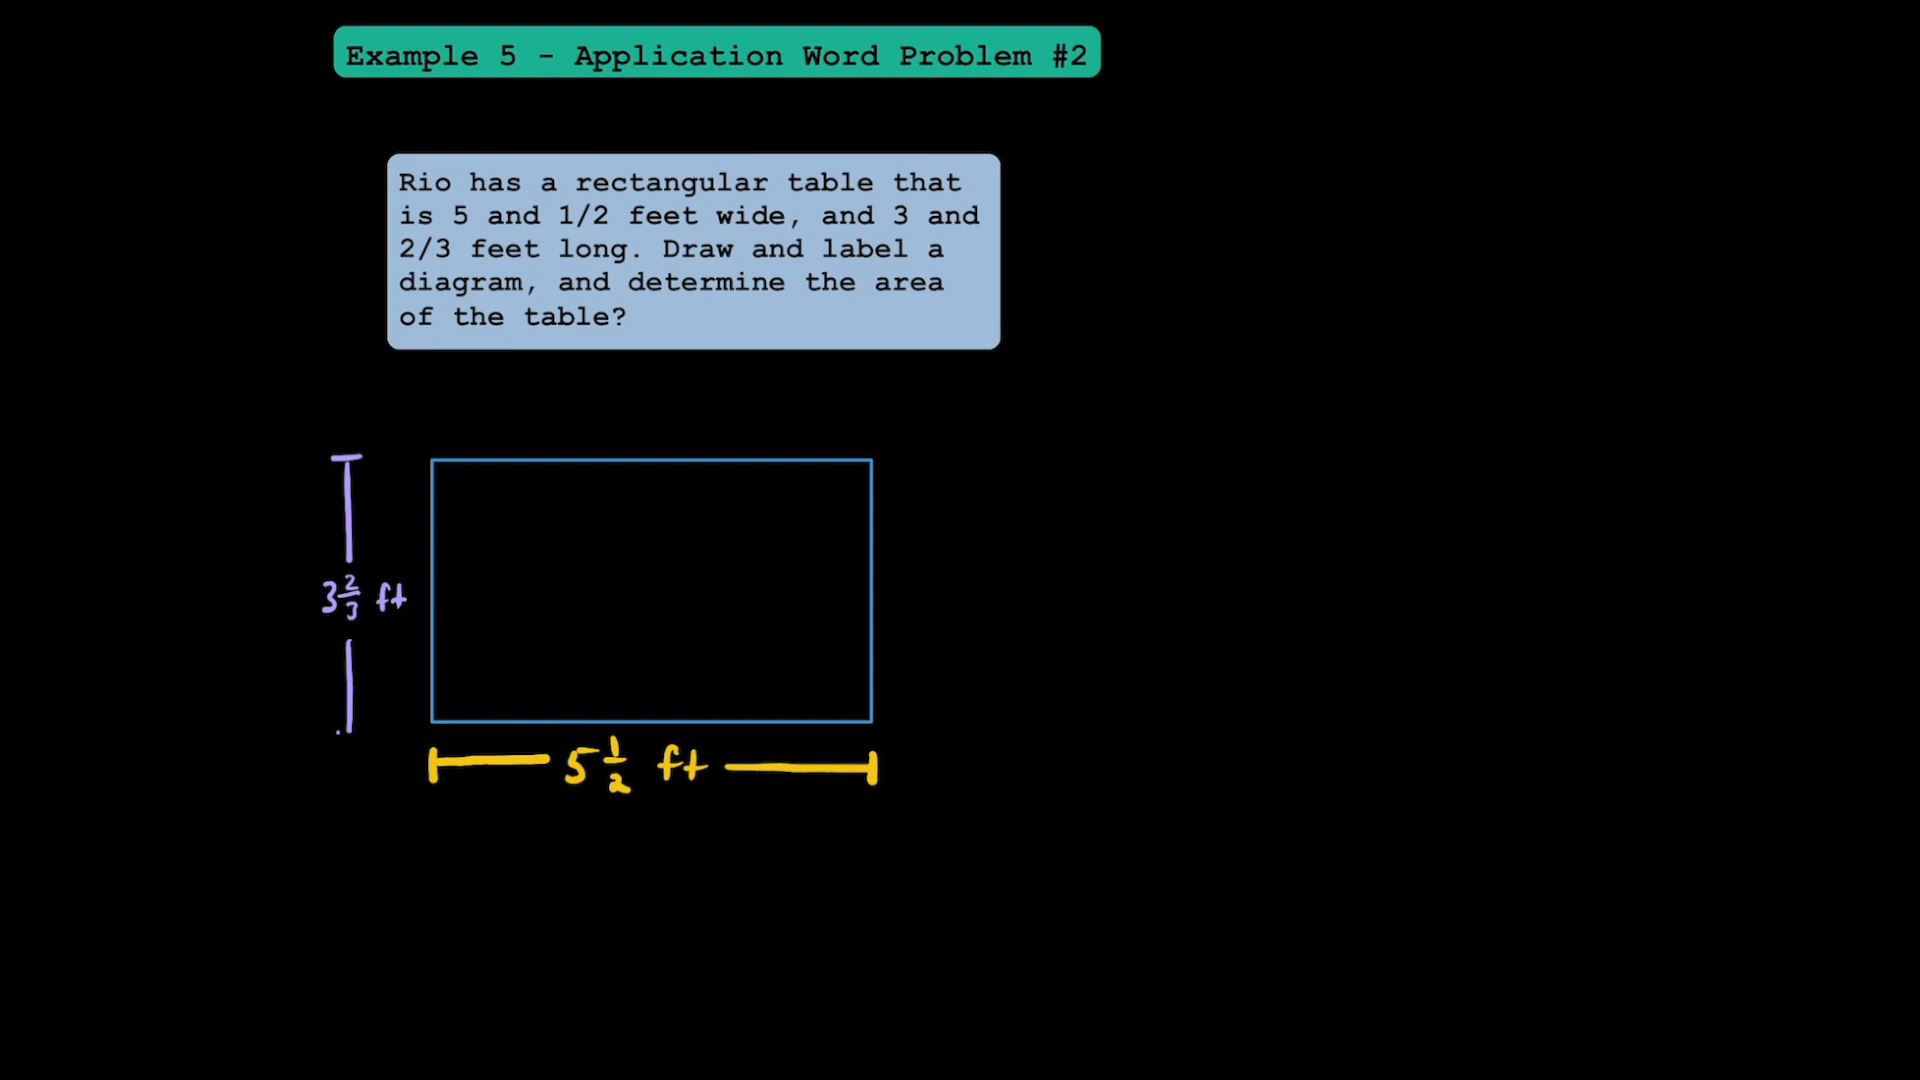 Example 5 - Application Word Problem #2
Rio has a rectangular table that
is 5 and 1/2 feet wide, and 3 and
2/3 feet long. Draw and label a
diagram, and determine the area
of the table?
3 2/3 ft
5 1/2 ft